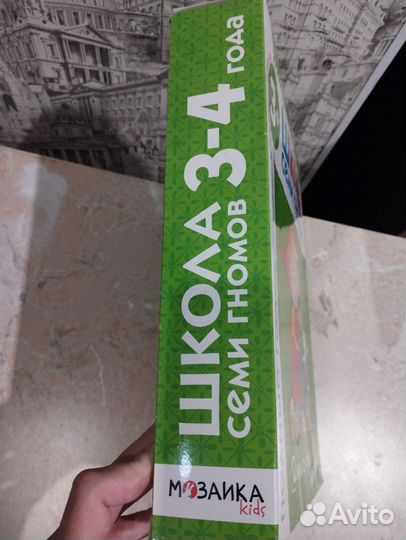 ШКОЛА 3-4 года
семи гномов
МОЗАИКА
kids
Avito